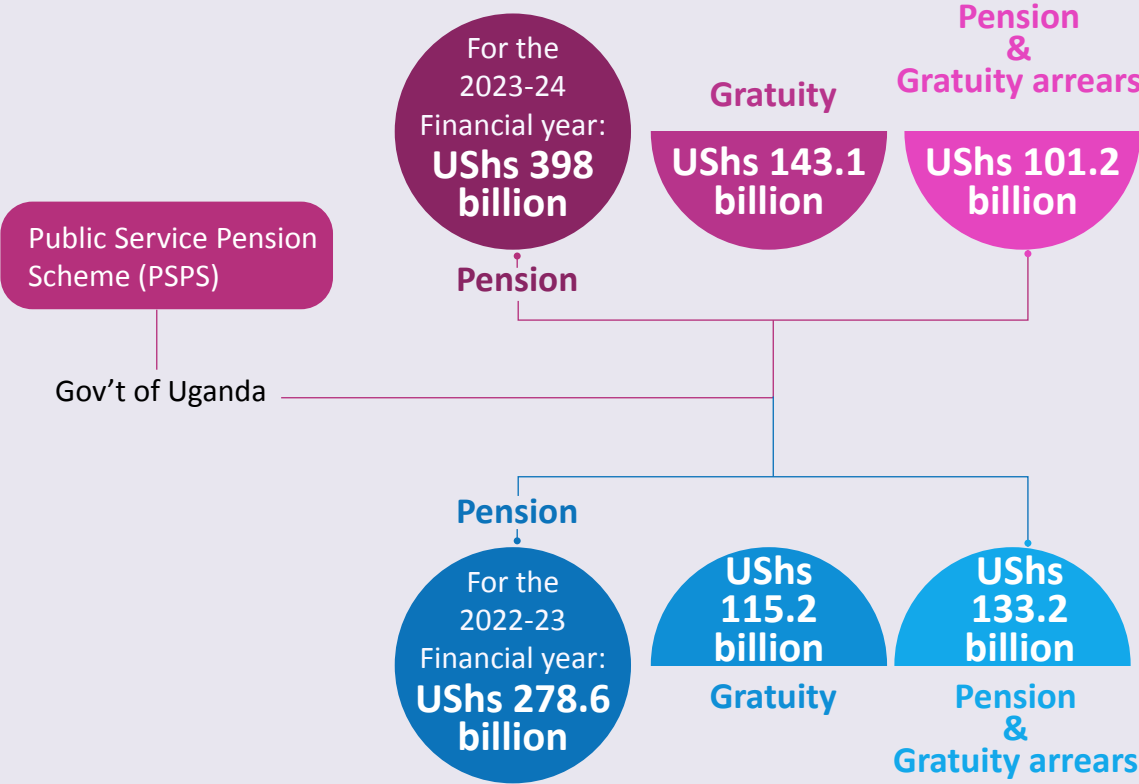 Pension
&
Gratuity arrears
For the
2023-24
Financial year:
UShs 398
billion
Gratuity
UShs 143.1
billion
UShs 101.2
billion
Public Service Pension
Scheme (PSPS)
Pension
Gov’t of Uganda
Pension
For the
2022-23
Financial year:
UShs 278.6
billion
UShs
115.2
billion
Gratuity
UShs
133.2
billion
Pension
&
Gratuity arrears